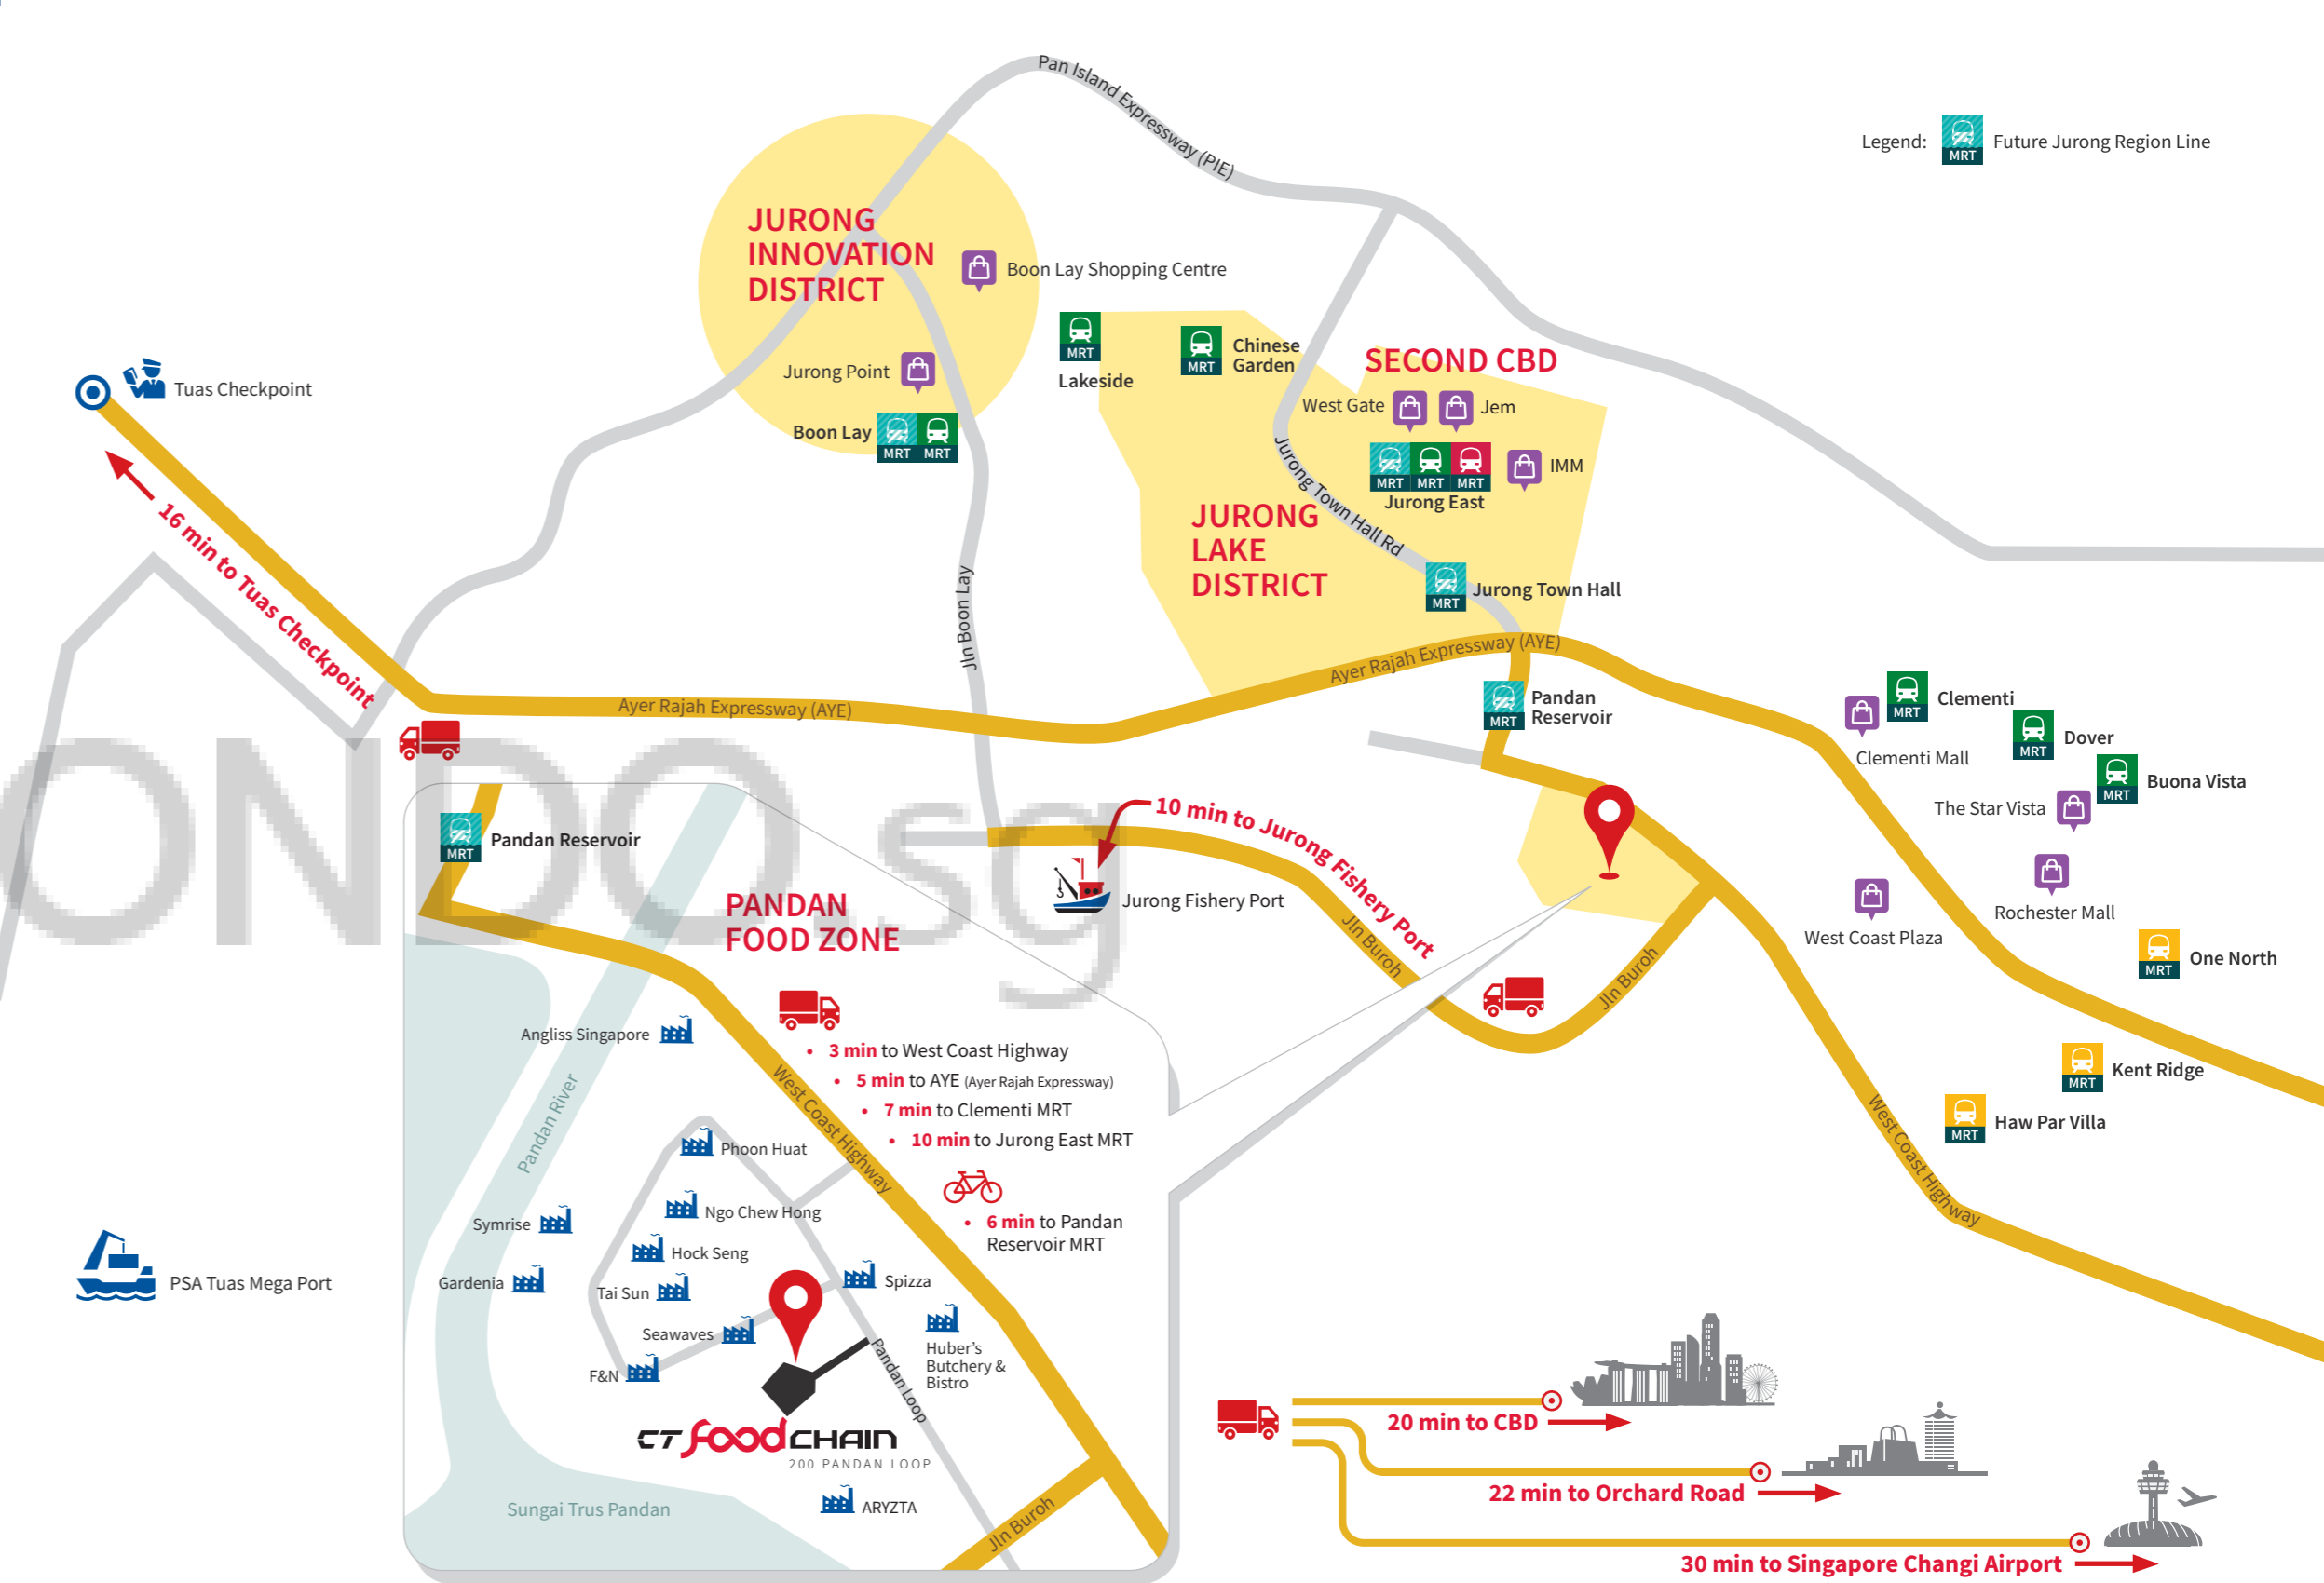 Pan Island Expressway (PIE)
Legend:
MRT
Future Jurong Region Line
JURONG
INNOVATION
DISTRICT
Boon Lay Shopping Centre
MRT
Lakeside
MRT
Chinese
Garden
SECOND CBD
Tuas Checkpoint
Jurong Point
West Gate
Jem
Boon Lay
MRT MRT
MRT MRT MRT
Jurong East
IMM
Jurong Town Hall Rd
JURONG
LAKE
DISTRICT
16 min to Tuas Checkpoint
MRT
Jurong Town Hall
Jln Boon Lay
Ayer Rajah Expressway (AYE)
Ayer Rajah Expressway (AYE)
MRT
Pandan
Reservoir
MRT
Clementi
Clementi Mall
MRT
Dover
MRT
Buona Vista
The Star Vista
Rochester Mall
West Coast Plaza
MRT
One North
MRT
Kent Ridge
MRT
Haw Par Villa
West Coast Highway
ONDO.sg
10 min to Jurong Fishery Port
Jurong Fishery Port
Jln Buroh
Jln Buroh
MRT
Pandan Reservoir
PANDAN
FOOD ZONE
Angliss Singapore
• 3 min to West Coast Highway
• 5 min to AYE (Ayer Rajah Expressway)
• 7 min to Clementi MRT
• 10 min to Jurong East MRT
• 6 min to Pandan
Reservoir MRT
West Coast Highway
Pandan River
Phoon Huat
Ngo Chew Hong
Symrise
Hock Seng
Gardenia
Tai Sun
Spizza
Seawaves
Huber's
Butchery &
Bistro
F&N
Pandan Loop
CT foodCHAIN
200 PANDAN LOOP
ARYZTA
Sungai Trus Pandan
Jln Buroh
PSA Tuas Mega Port
20 min to CBD
22 min to Orchard Road
30 min to Singapore Changi Airport